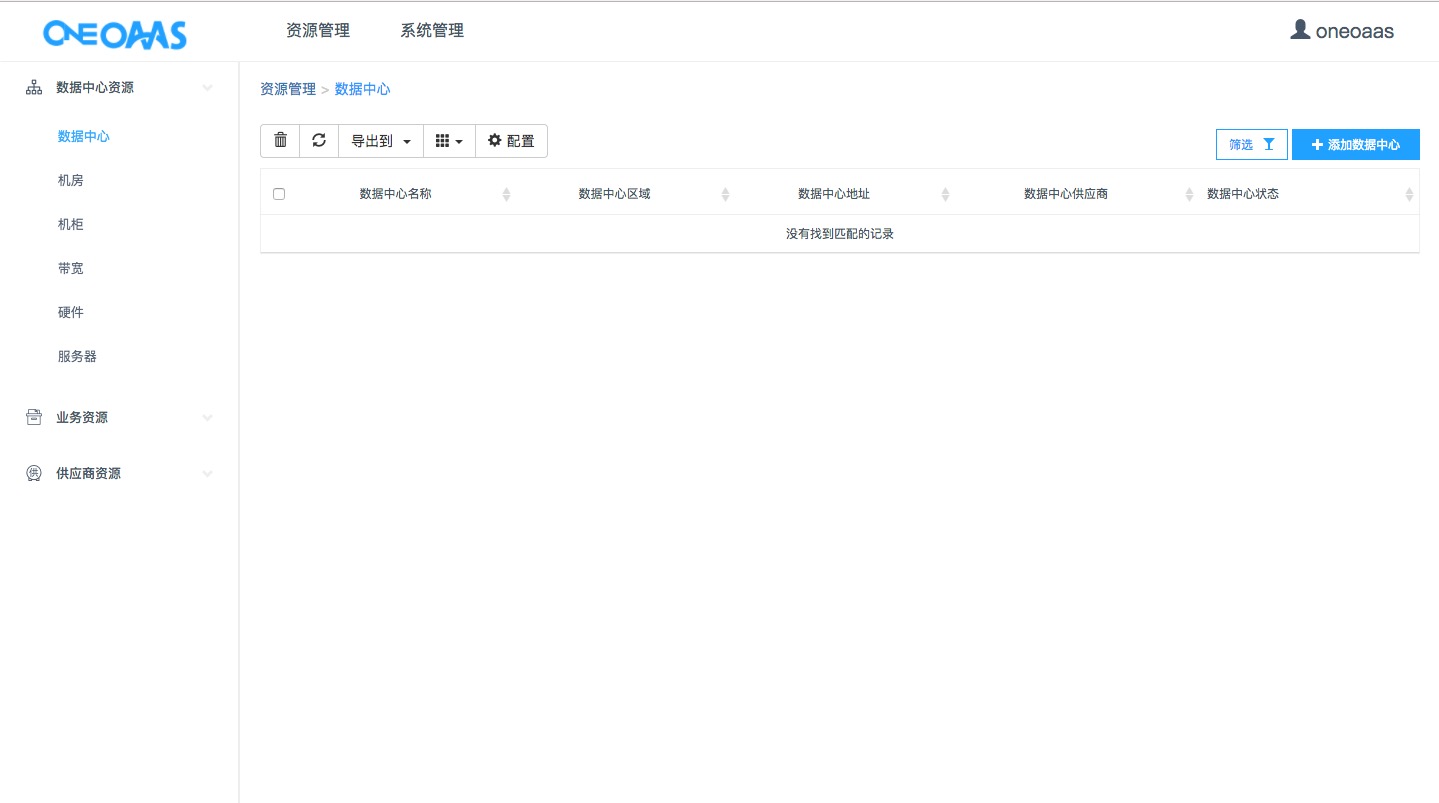 ONEOAAS
资源管理
系统管理
oneoaas
数据中心资源
数据中心
机房
机柜
带宽
硬件
服务器
业务资源
供
供应商资源
资源管理 > 数据中心
导出到
配置
筛选
添加数据中心
数据中心名称
数据中心区域
数据中心地址
数据中心供应商
数据中心状态
没有找到匹配的记录